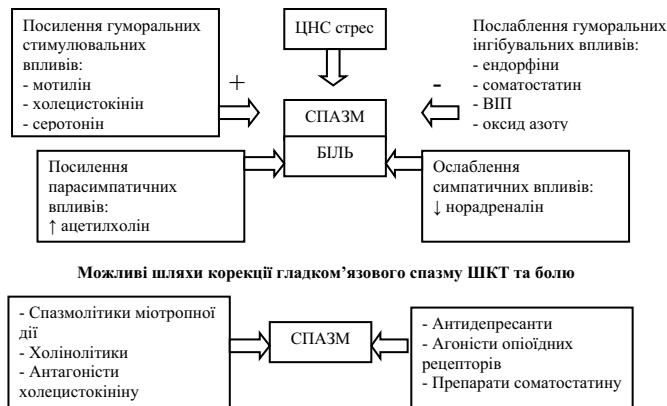 Посилення гуморальних
стимулювальних
впливів:
- мотилін
- холецистокінін
- серотонін
+
ЦНС стрес
Послаблення гуморальних
інгібувальних впливів:
- ендорфіни
- соматостатин
- ВІП
- оксид азоту
-
СПАЗМ
БІЛЬ
Посилення
парасимпатичних
впливів:
↑ ацетилхолін
Ослаблення
симпатичних впливів:
↓ норадреналін
Можливі шляхи корекції гладком’язового спазму ШКТ та болю
- Спазмолітики міотропної
дії
- Холінолітики
- Антагоністи
холецистокініну
СПАЗМ
- Антидепресанти
- Агоністи опіоїдних
рецепторів
- Препарати соматостатину